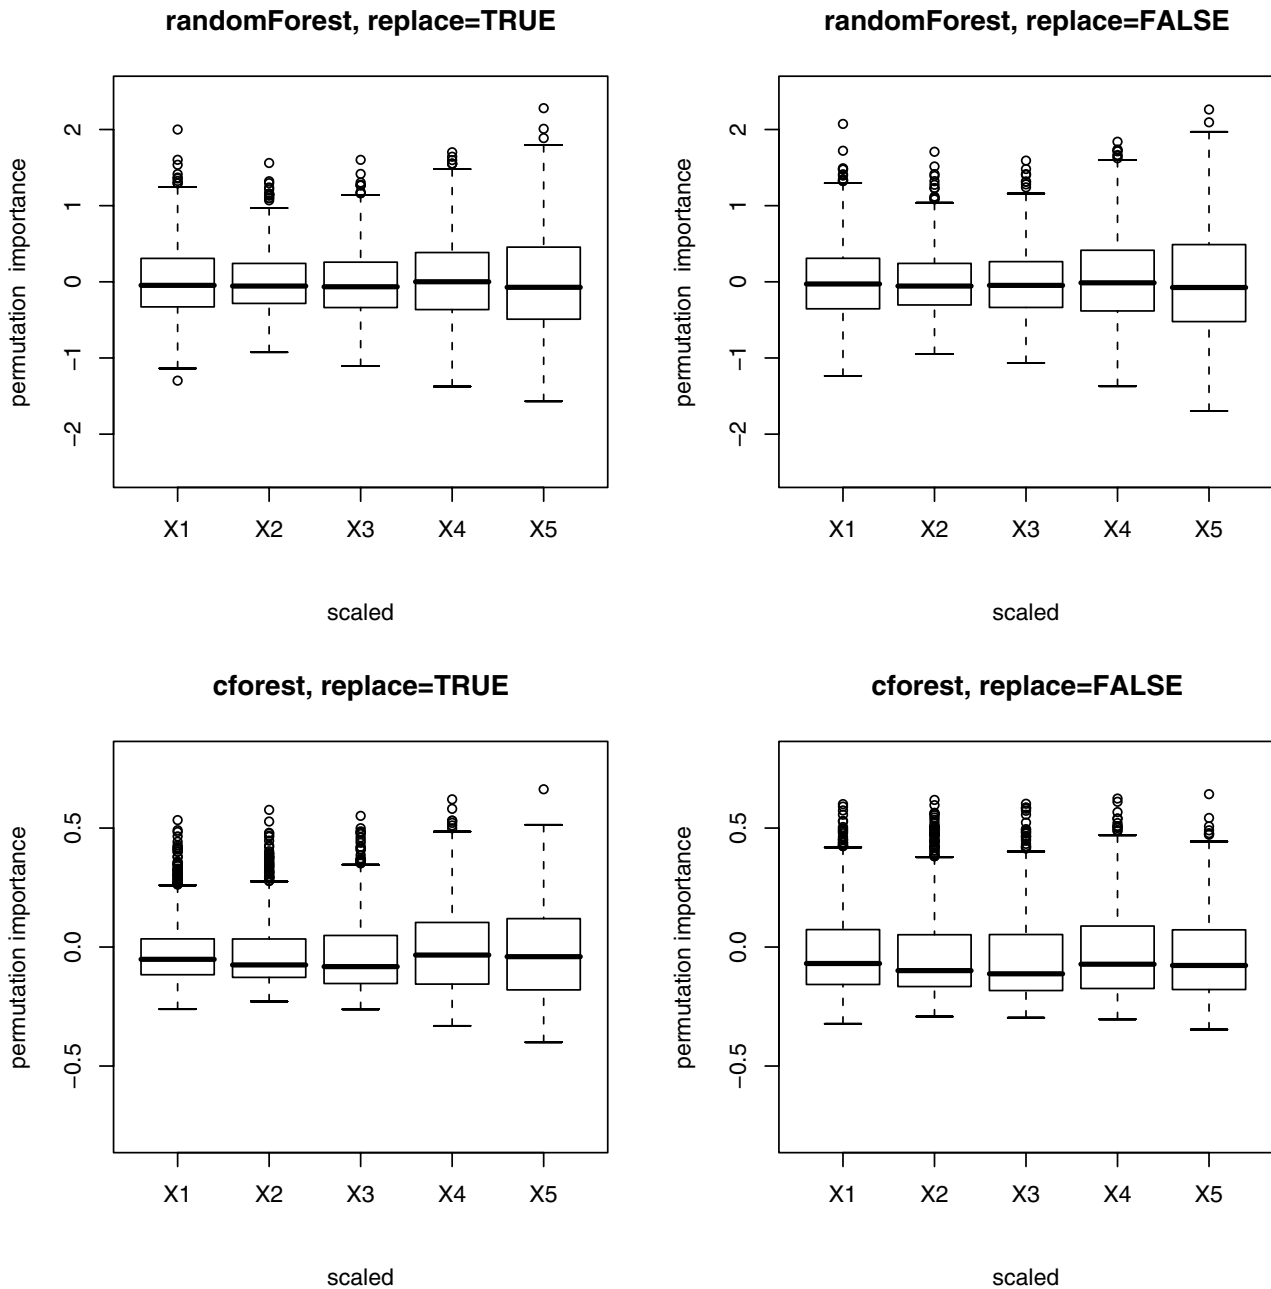 randomForest, replace=TRUE
permutation importance
2
1
0
−1
−2
X1 X2 X3 X4 X5
scaled
randomForest, replace=FALSE
permutation importance
2
1
0
−1
−2
X1 X2 X3 X4 X5
scaled
cforest, replace=TRUE
permutation importance
0.5
0.0
−0.5
X1 X2 X3 X4 X5
scaled
cforest, replace=FALSE
permutation importance
0.5
0.0
−0.5
X1 X2 X3 X4 X5
scaled